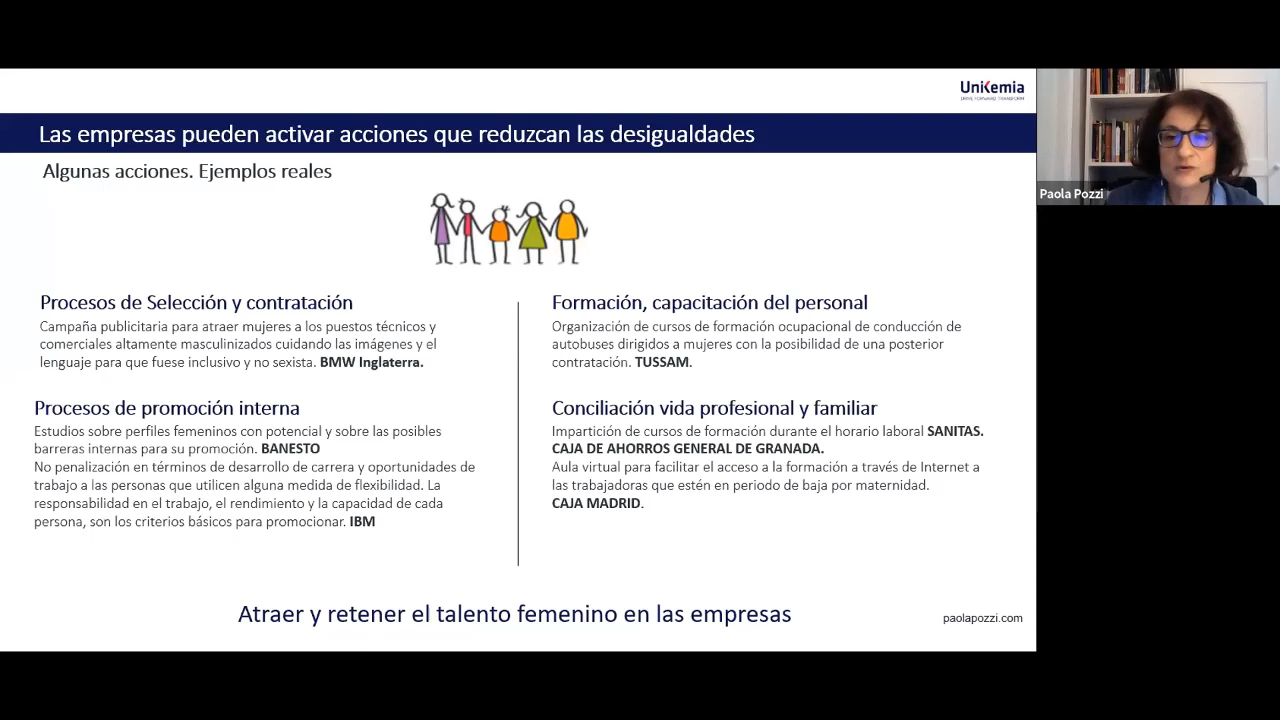 UniKemia
Las empresas pueden activar acciones que reduzcan las desigualdades
Algunas acciones. Ejemplos reales
Paola Pozzi
Procesos de Selección y contratación
Campaña publicitaria para atraer mujeres a los puestos técnicos y
comerciales altamente masculinizados cuidando las imágenes y el
lenguaje para que fuese inclusivo y no sexista. BMW Inglaterra.
Procesos de promoción interna
Estudios sobre perfiles femeninos con potencial y sobre las posibles
barreras internas para su promoción. BANESTO
No penalización en términos de desarrollo de carrera y oportunidades de
trabajo a las personas que utilicen alguna medida de flexibilidad. La
responsabilidad en el trabajo, el rendimiento y la capacidad de cada
persona, son los criterios básicos para promocionar. IBM
Formación, capacitación del personal
Organización de cursos de formación ocupacional de conducción de
autobuses dirigidos a mujeres con la posibilidad de una posterior
contratación. TUSSAM.
Conciliación vida profesional y familiar
Impartición de cursos de formación durante el horario laboral SANITAS.
CAJA DE AHORROS GENERAL DE GRANADA.
Aula virtual para facilitar el acceso a la formación a través de Internet a
las trabajadoras que estén en periodo de baja por maternidad.
CAJA MADRID.
Atraer y retener el talento femenino en las empresas
paolapozzi.com